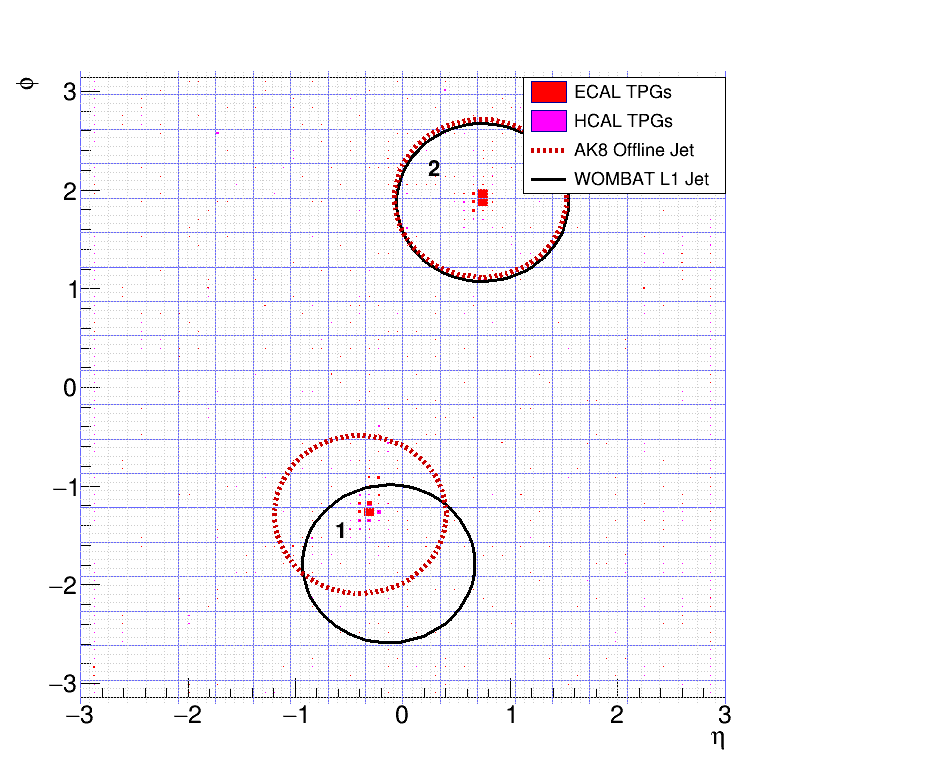 ϕ
3
ECAL TPGs
HCAL TPGs
AK8 Offline Jet
WOMBAT L1 Jet
2
2
1
0
−1
1
−2
−3
−3 −2 −1 0 1 2 3
η